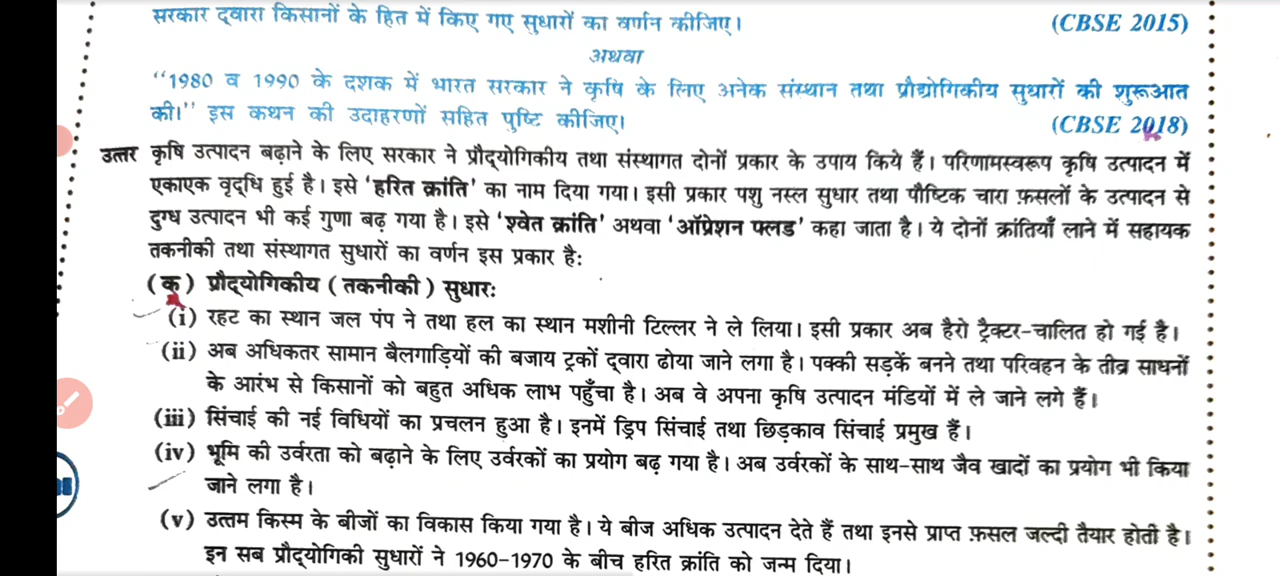 सरकार द्वारा किसानों के हित में किए गए सुधारों का वर्णन कीजिए। (CBSE 2015)
अथवा
“1980 व 1990 के दशक में भारत सरकार ने कृषि के लिए अनेक संस्थान तथा प्रौद्योगिकीय सुधारों की शुरूआत
की।” इस कथन की उदाहरणों सहित पुष्टि कीजिए। (CBSE 2018)
उत्तर कृषि उत्पादन बढ़ाने के लिए सरकार ने प्रौद्योगिकीय तथा संस्थागत दोनों प्रकार के उपाय किये हैं। परिणामस्वरूप कृषि उत्पादन में
एकाएक वृद्धि हुई है। इसे ‘हरित क्रांति’ का नाम दिया गया। इसी प्रकार पशु नस्ल सुधार तथा पौष्टिक चारा फ़सलों के उत्पादन से
दुग्ध उत्पादन भी कई गुणा बढ़ गया है। इसे ‘श्वेत क्रांति’ अथवा ‘ऑप्रेशन फ्लड’ कहा जाता है। ये दोनों क्रांतियाँ लाने में सहायक
तकनीकी तथा संस्थागत सुधारों का वर्णन इस प्रकार है:
(क) प्रौद्योगिकीय (तकनीकी) सुधार:
(i) रहट का स्थान जल पंप ने तथा हल का स्थान मशीनी टिल्लर ने ले लिया। इसी प्रकार अब हैरो ट्रैक्टर-चालित हो गई है।
(ii) अब अधिकतर सामान बैलगाड़ियों की बजाय ट्रकों द्वारा ढोया जाने लगा है। पक्की सड़कें बनने तथा परिवहन के तीव्र साधनों
के आरंभ से किसानों को बहुत अधिक लाभ पहुँचा है। अब वे अपना कृषि उत्पादन मंडियों में ले जाने लगे हैं।
(iii) सिंचाई की नई विधियों का प्रचलन हुआ है। इनमें ड्रिप सिंचाई तथा छिड़काव सिंचाई प्रमुख हैं।
(iv) भूमि की उर्वरता को बढ़ाने के लिए उर्वरकों का प्रयोग बढ़ गया है। अब उर्वरकों के साथ-साथ जैव खादों का प्रयोग भी किया
जाने लगा है।
(v) उत्तम किस्म के बीजों का विकास किया गया है। ये बीज अधिक उत्पादन देते हैं तथा इनसे प्राप्त फ़सल जल्दी तैयार होती है।
इन सब प्रौद्योगिकी सुधारों ने 1960-1970 के बीच हरित क्रांति को जन्म दिया।